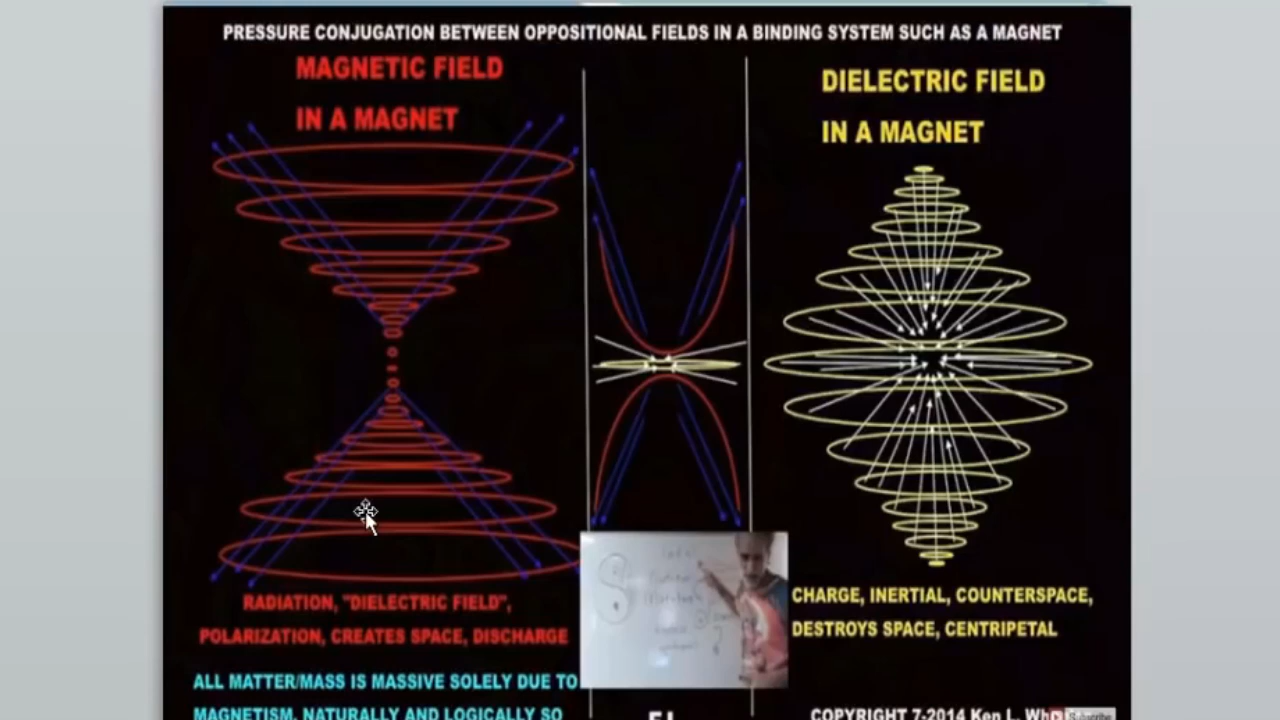 PRESSURE CONJUGATION BETWEEN OPPOSITIONAL FIELDS IN A BINDING SYSTEM SUCH AS A MAGNET
MAGNETIC FIELD
IN A MAGNET
DIELECTRIC FIELD
IN A MAGNET
RADIATION, "DIELECTRIC FIELD",
POLARIZATION, CREATES SPACE, DISCHARGE
CHARGE, INERTIAL, COUNTERSPACE,
DESTROYS SPACE, CENTRIPETAL
ALL MATTER/MASS IS MASSIVE SOLELY DUE TO
MAGNETISM, NATURALLY AND LOGICALLY SO
COPYRIGHT 7-2014 Ken L.
Subscribe